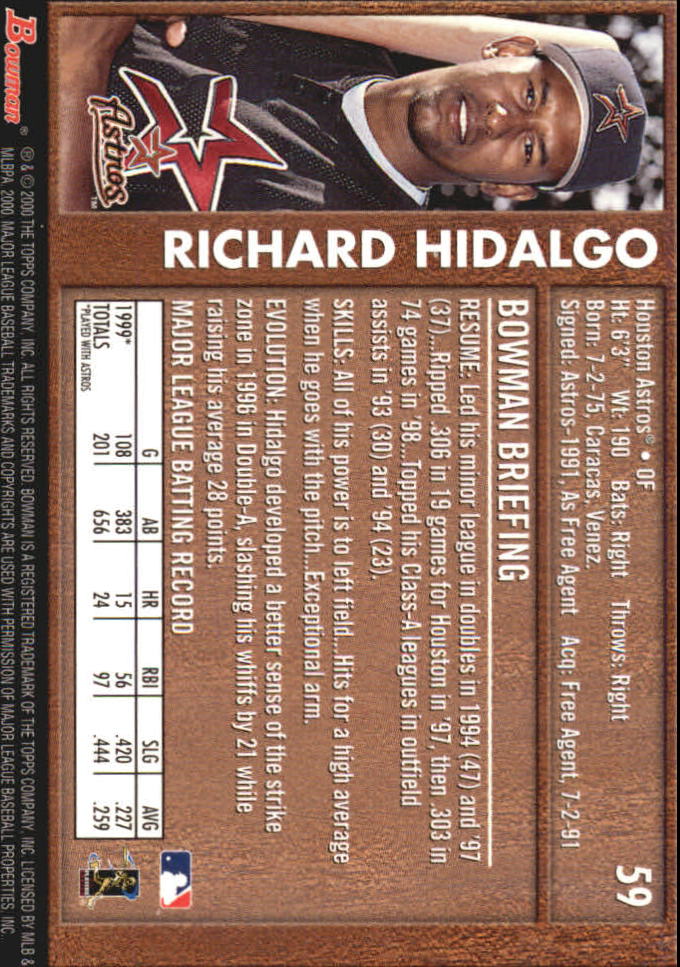 59
Houston Astros® • OF
Ht: 6'3" Wt: 190 Bats: Right Throws: Right
Born: 7-2-75, Caracas, Venez.
Signed: Astros-1991, As Free Agent Acq: Free Agent, 7-2-91
RICHARD HIDALGO
Astros
TM
BOWMAN BRIEFING
RESUME: Led his minor league in doubles in 1994 (47) and '97
(37)...Ripped .306 in 19 games for Houston in '97, then .303 in
74 games in '98...Topped his Class-A leagues in outfield
assists in '93 (30) and '94 (23).
SKILLS: All of his power is to left field...Hits for a high average
when he goes with the pitch...Exceptional arm.
EVOLUTION: Hidalgo developed a better sense of the strike
zone in 1996 in Double-A, slashing his whiffs by 21 while
raising his average 28 points.
MAJOR LEAGUE BATTING RECORD
G AB HR RBI SLG AVG
1999* 108 383 15 56 .420 .227
TOTALS 201 656 24 97 .444 .259
*PLAYED WITH ASTROS
Bowman® ® & © 2000 THE TOPPS COMPANY, INC. ALL RIGHTS RESERVED. BOWMAN IS A REGISTERED TRADEMARK OF THE TOPPS COMPANY, INC. LICENSED BY MLB &
MLBPA, 2000. MAJOR LEAGUE BASEBALL TRADEMARKS AND COPYRIGHTS ARE USED WITH PERMISSION OF MAJOR LEAGUE BASEBALL PROPERTIES, INC.